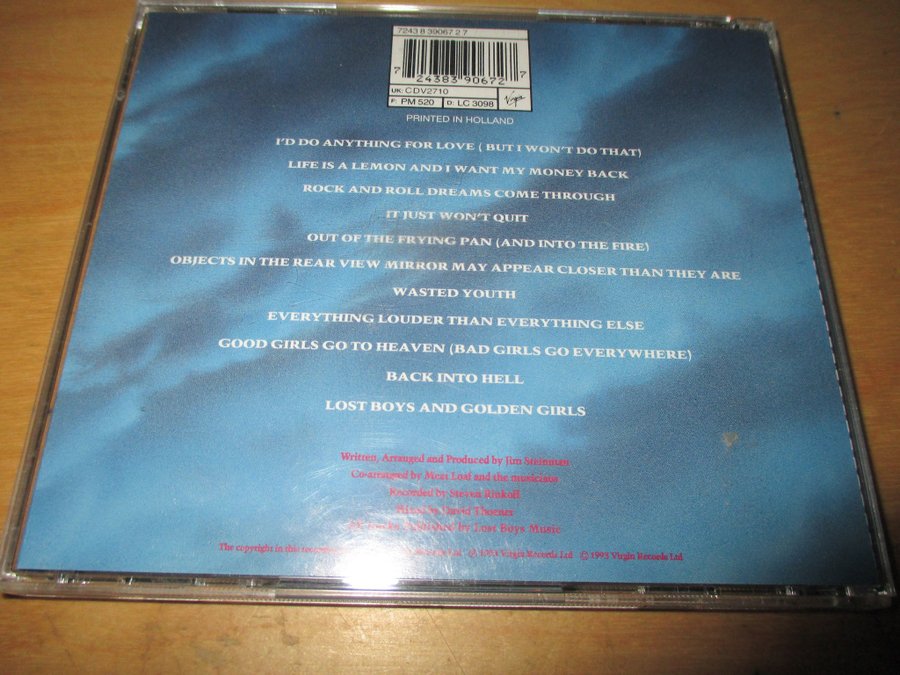 7243 8 39067 2 7
7 24383 90672 7
UK: CDV2710
F: PM 520 D: LC 3098 Virgin
PRINTED IN HOLLAND
I'D DO ANYTHING FOR LOVE ( BUT I WON'T DO THAT)
LIFE IS A LEMON AND I WANT MY MONEY BACK
ROCK AND ROLL DREAMS COME THROUGH
IT JUST WON'T QUIT
OUT OF THE FRYING PAN (AND INTO THE FIRE)
OBJECTS IN THE REAR VIEW MIRROR MAY APPEAR CLOSER THAN THEY ARE
WASTED YOUTH
EVERYTHING LOUDER THAN EVERYTHING ELSE
GOOD GIRLS GO TO HEAVEN (BAD GIRLS GO EVERYWHERE)
BACK INTO HELL
LOST BOYS AND GOLDEN GIRLS
Written, Arranged and Produced by Jim Steinman
Co-arranged by Meat Loaf and the musicians
Recorded by Steven Rinkoff
by David Thoener
by Lost Boys Music
The copyright in this Ltd ℗ 1993 Virgin Records Ltd © 1993 Virgin Records Ltd